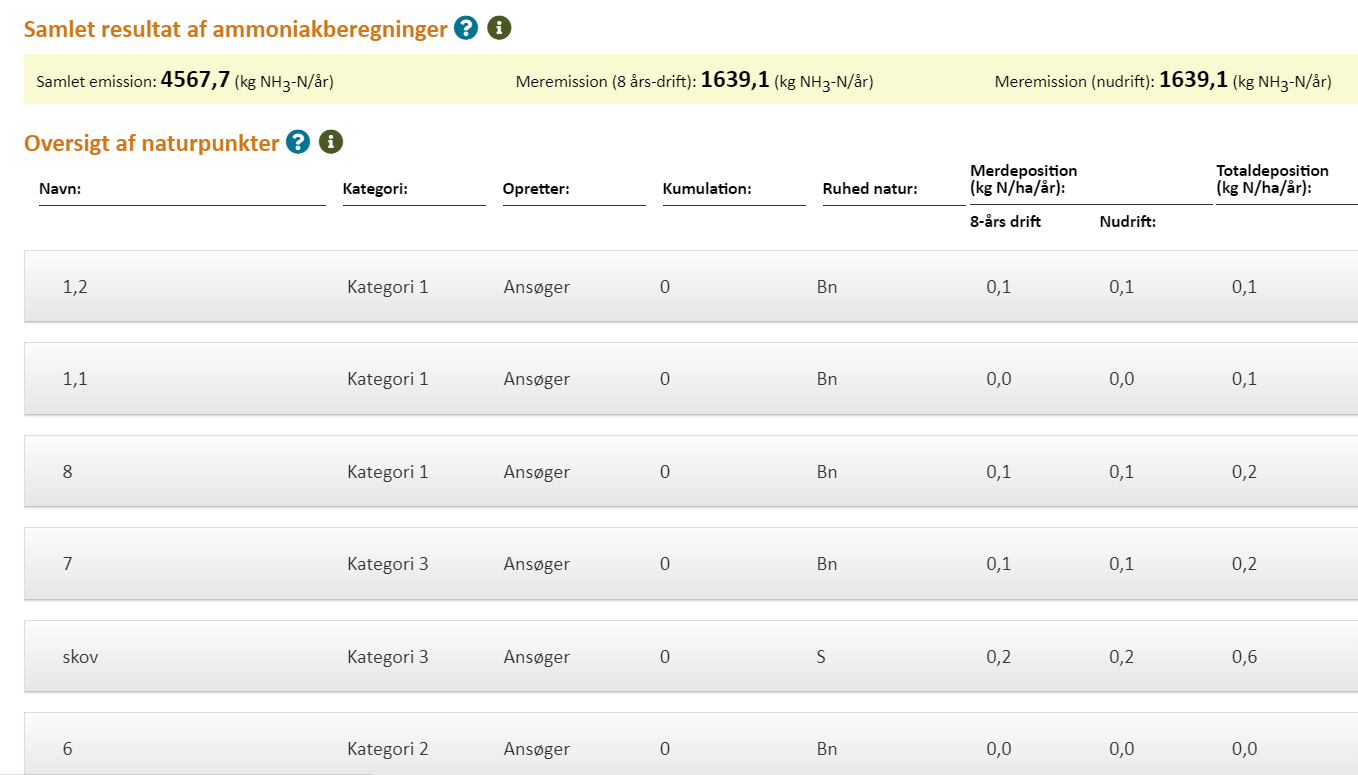 Samlet resultat af ammoniakberegninger ? i
Samlet emission: 4567,7 (kg NH3-N/år) Meremission (8 års-drift): 1639,1 (kg NH3-N/år) Meremission (nudrift): 1639,1 (kg NH3-N/år)
Oversigt af naturpunkter ? i
Navn: Kategori: Opretter: Kumulation: Ruhed natur: Merdeposition (kg N/ha/år): Totaldeposition (kg N/ha/år):
8-års drift Nudrift:
1,2 Kategori 1 Ansøger 0 Bn 0,1 0,1 0,1
1,1 Kategori 1 Ansøger 0 Bn 0,0 0,0 0,1
8 Kategori 1 Ansøger 0 Bn 0,1 0,1 0,2
7 Kategori 3 Ansøger 0 Bn 0,1 0,1 0,2
skov Kategori 3 Ansøger 0 S 0,2 0,2 0,6
6 Kategori 2 Ansøger 0 Bn 0,0 0,0 0,0